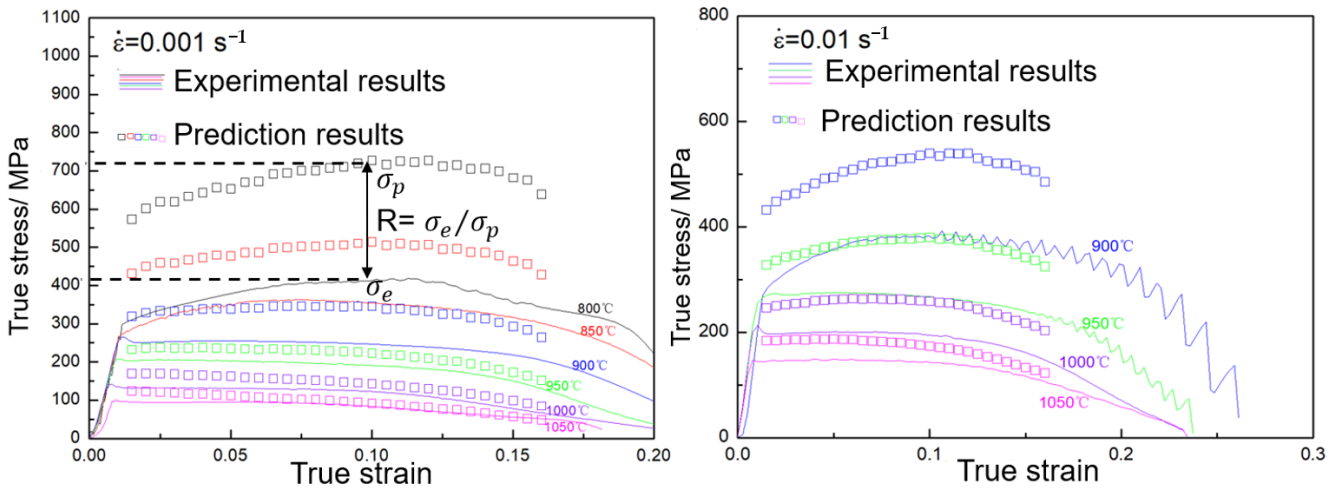 1100
1000
900
800
700
600
500
400
300
200
100
0
True stress/ MPa
ε̇=0.001 s⁻¹
Experimental results
Prediction results
σₚ
R= σₑ/σₚ
σₑ
800℃
850℃
900℃
950℃
1000℃
1050℃
0.00
0.05
0.10
0.15
0.20
True strain
800
600
400
200
0
True stress/ MPa
ε̇=0.01 s⁻¹
Experimental results
Prediction results
900℃
950℃
1000℃
1050℃
0.0
0.1
0.2
0.3
True strain